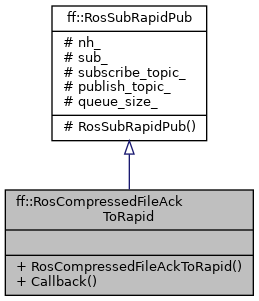 ff::RosSubRapidPub
# nh_
# sub_
# subscribe_topic_
# publish_topic_
# queue_size_
# RosSubRapidPub()
ff::RosCompressedFileAck
ToRapid
+ RosCompressedFileAckToRapid()
+ Callback()